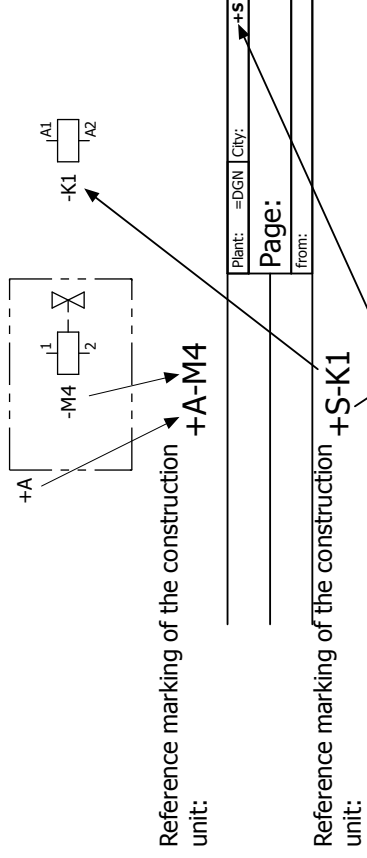 +A
-M4
1
2
-K1
A1
A2
Reference marking of the construction
unit:
+A-M4
Plant:
=DGN
City:
+S
Page:
from:
Reference marking of the construction
unit:
+S-K1